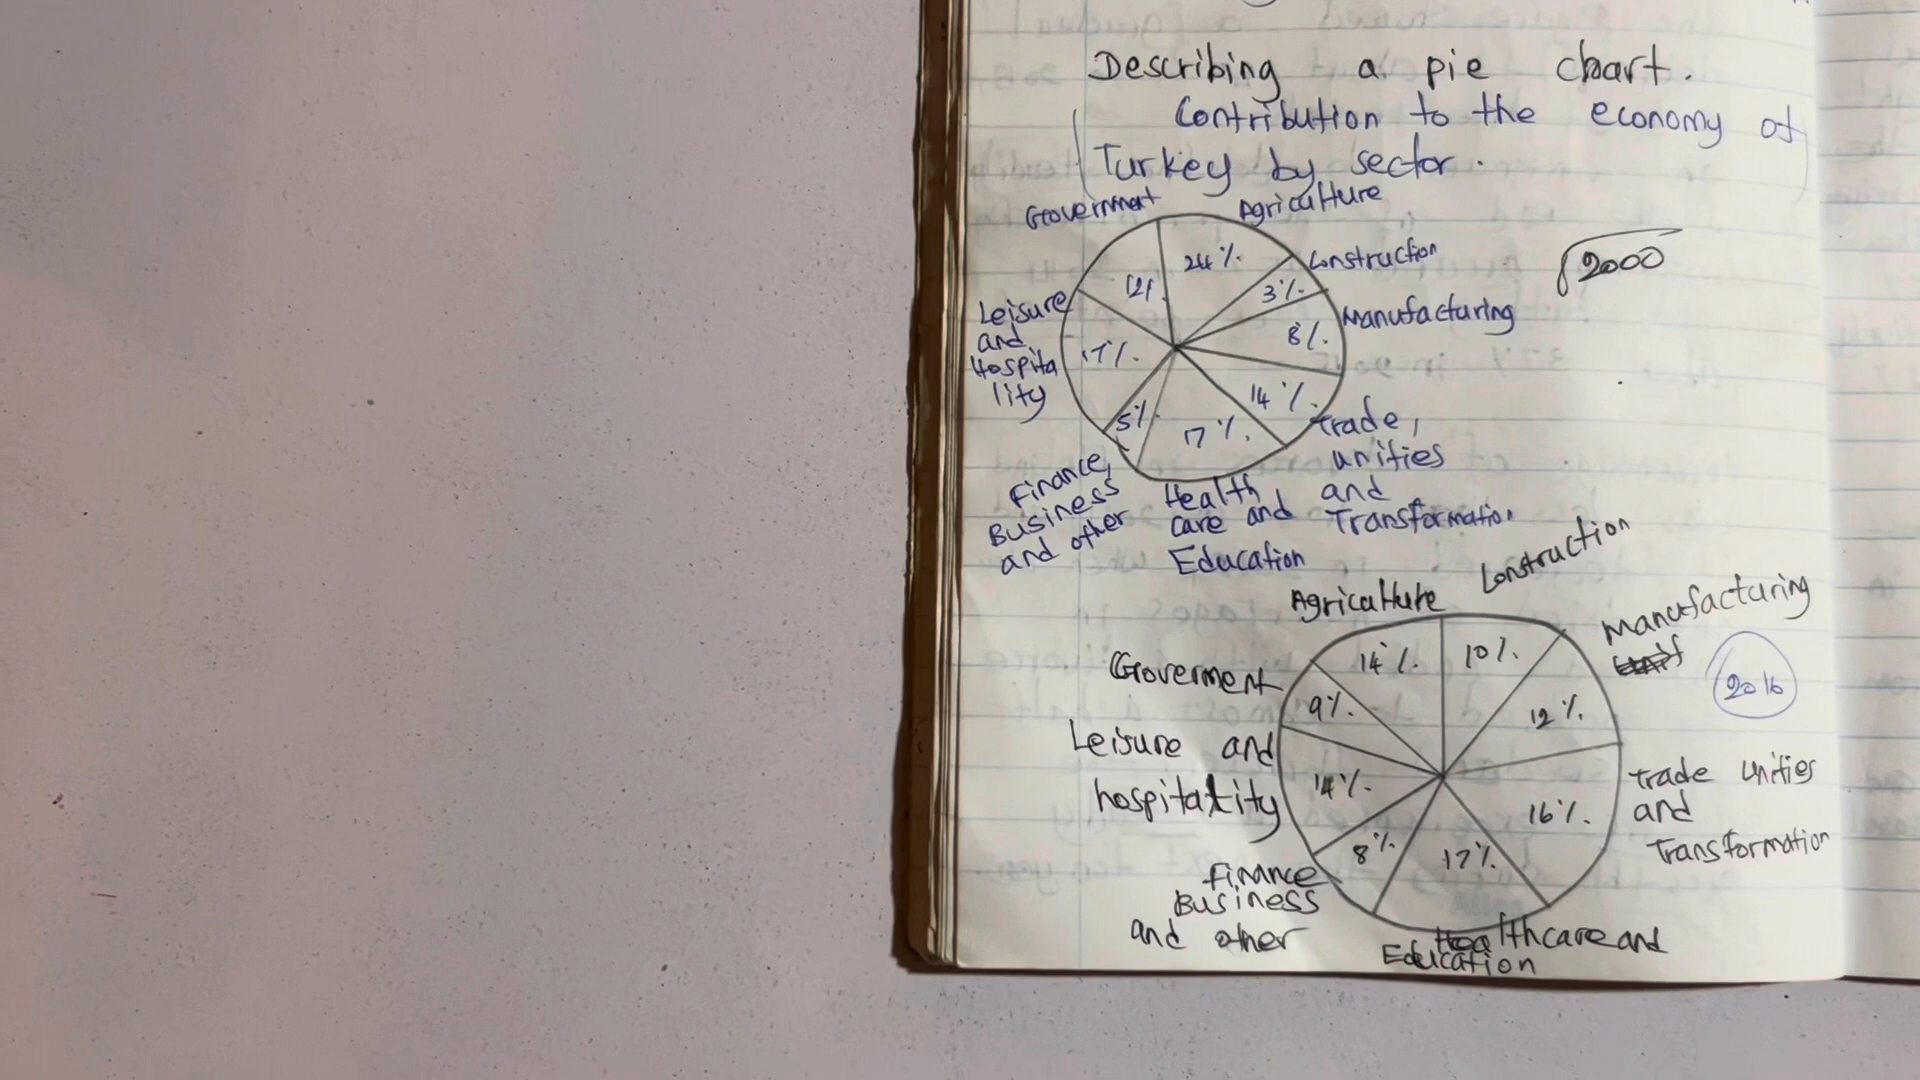 Describing a pie chart.
(Contribution to the economy of
Turkey by sector.)
Government Agriculture
24%. Construction
2000
3%.
Leisure Manufacturing
and 8%.
Hospita 17%.
lity
14%.
5%. 17%. Trade,
unities
Finance, Health and
Business care and Transformation
and other Education
Construction
Agriculture
Manufacturing
14%. 10%.
Goverment 2016
9%. 12%.
Leisure and
hospitality 14%. Trade unities
16%. and
8%. 17%. Transformation
Finance
Business
and other Healthcare and
Education